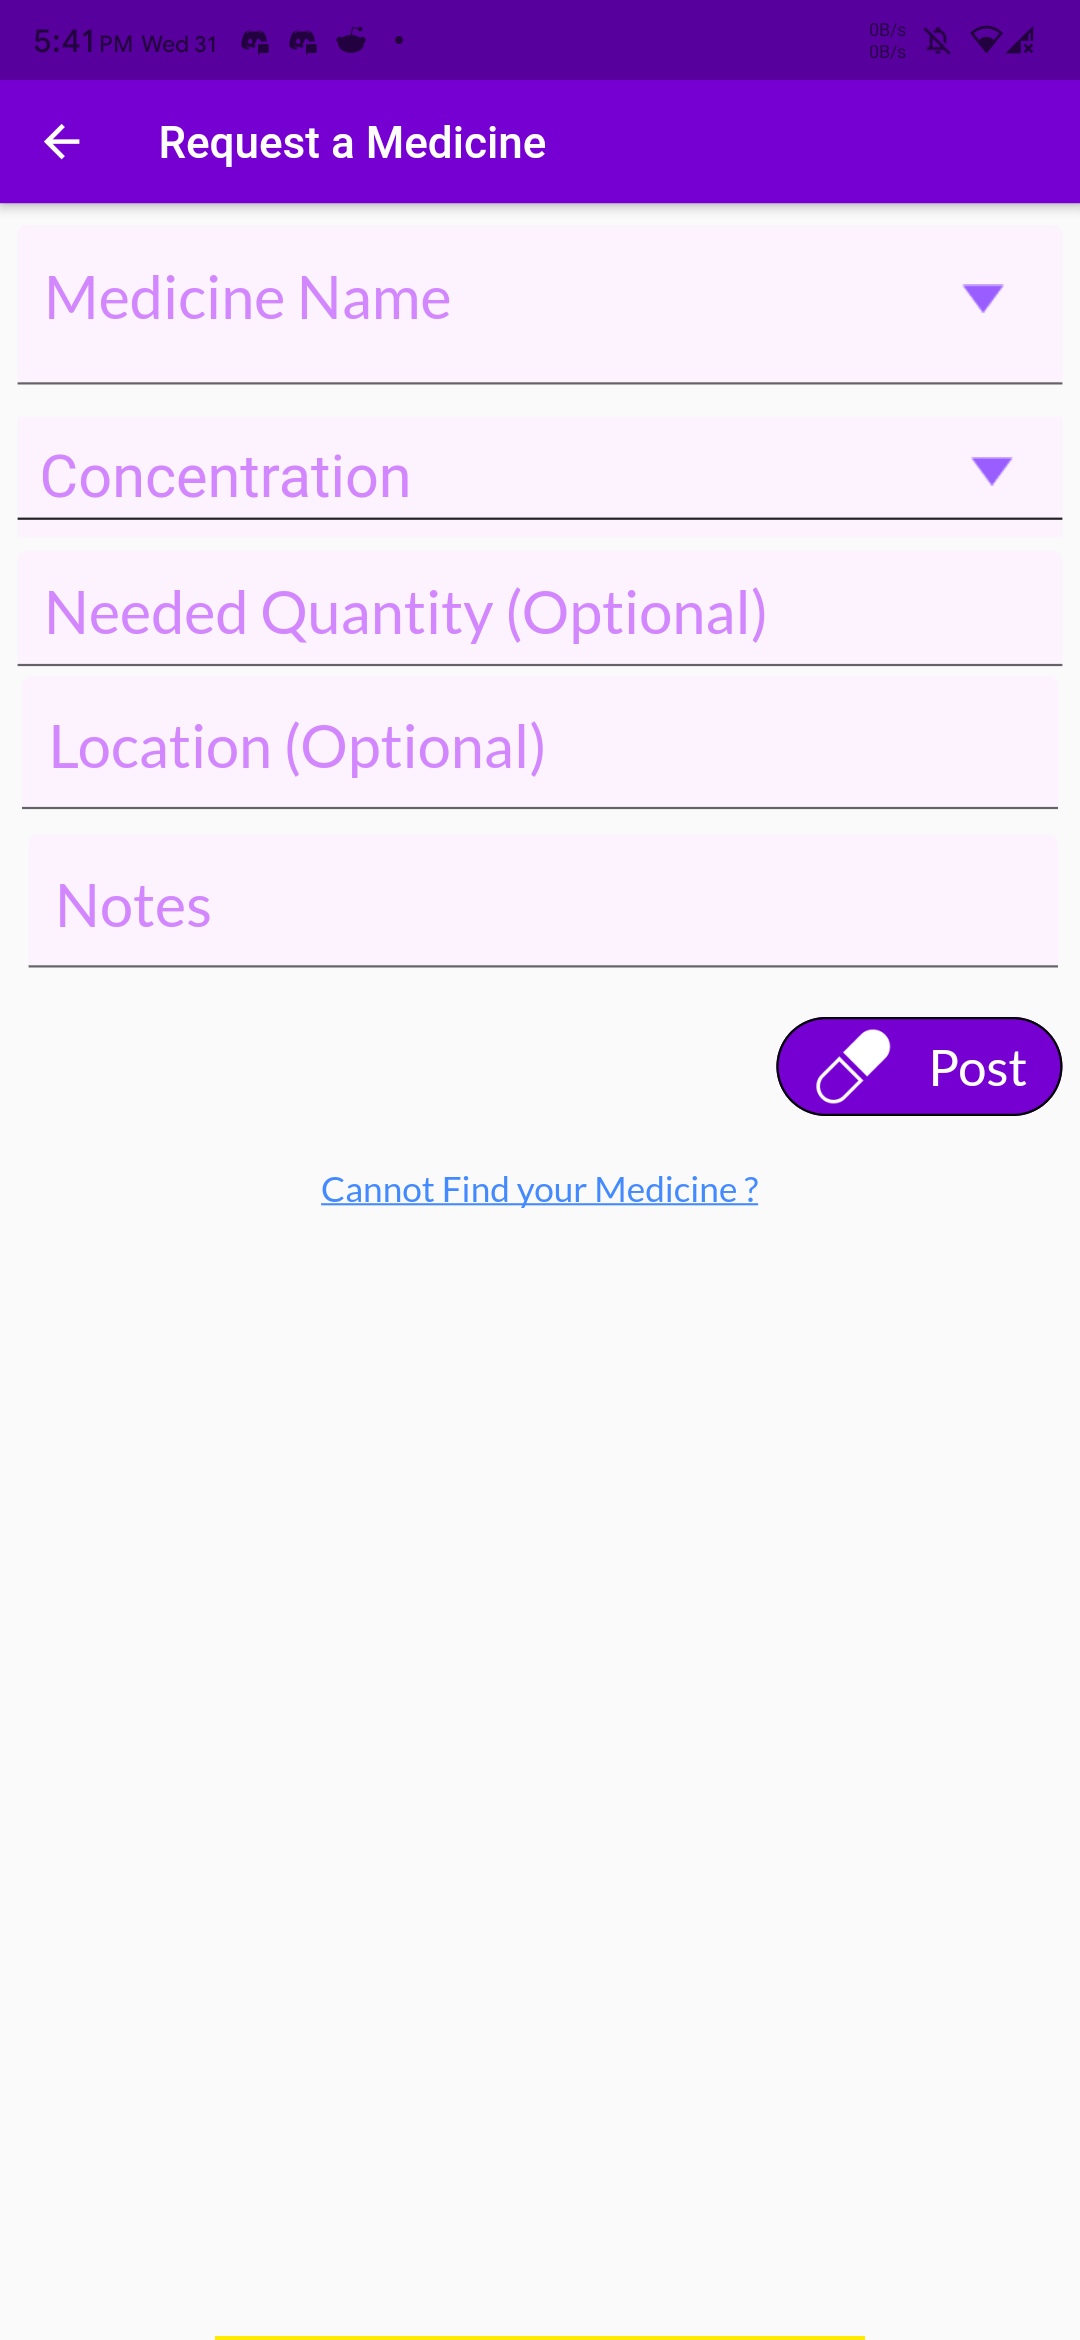 5:41 PM Wed 31
0B/s
0B/s
Request a Medicine
Medicine Name
Concentration
Needed Quantity (Optional)
Location (Optional)
Notes
Post
Cannot Find your Medicine ?